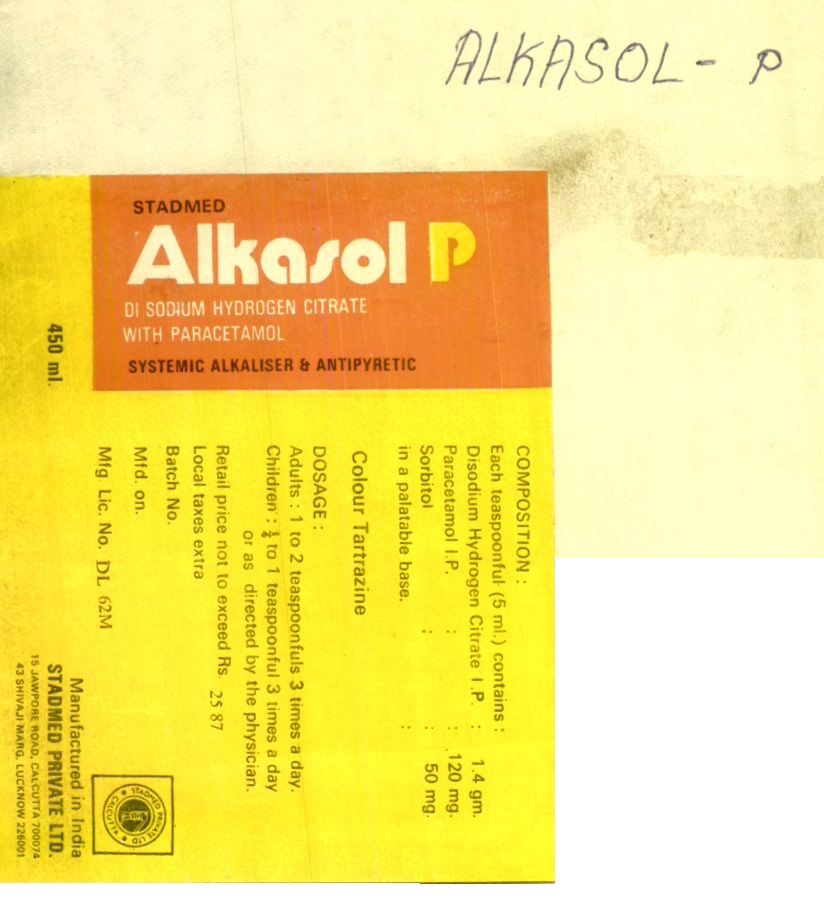 ALKASOL - P
STADMED
Alkasol P
DI SODIUM HYDROGEN CITRATE
WITH PARACETAMOL
SYSTEMIC ALKALISER & ANTIPYRETIC
450 ml.
COMPOSITION :
Each teaspoonful (5 ml.) contains :
Disodium Hydrogen Citrate I.P. : 1.4 gm.
Paracetamol I.P. : : 120 mg.
Sorbitol : : 50 mg.
in a palatable base. :
Colour Tartrazine
DOSAGE :
Adults : 1 to 2 teaspoonfuls 3 times a day.
Children : to 1 teaspoonful 3 times a day
or as directed by the physician.
Retail price not to exceed Rs. 25 87
Local taxes extra
Batch No.
Mfd. on.
Mfg Lic. No. DL 62M
STADMED PRIVATE LTD
CALCUTTA
Manufactured in India
STADMED PRIVATE LTD.
15 JAWPORE ROAD, CALCUTTA 700074
43 SHIVAJI MARG, LUCKNOW 226001